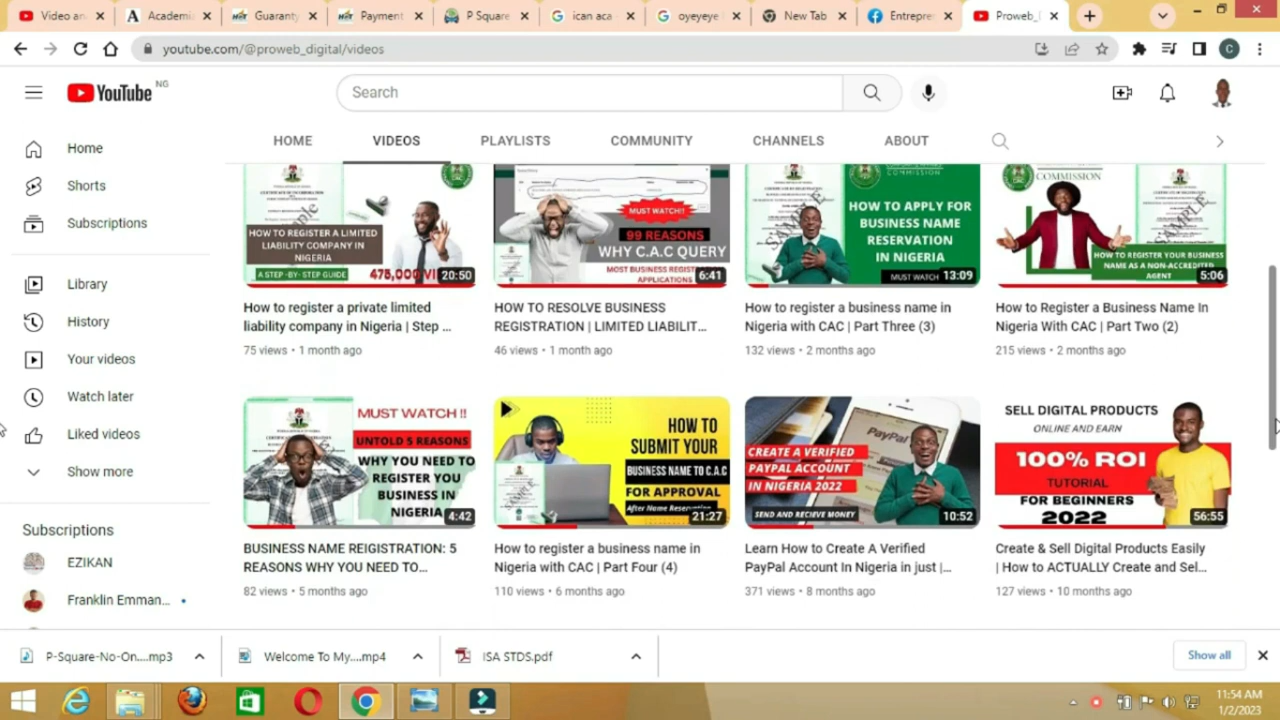 Video an
Academi
Guaranty
Payment
P Square
ican aca -
oyeyeye
New Tab
Entrepre
Proweb_
youtube.com/@proweb_digital/videos
YouTube NG
Search
C
HOME
VIDEOS
PLAYLISTS
COMMUNITY
CHANNELS
ABOUT
Home
Shorts
Subscriptions
Library
History
Your videos
Watch later
Liked videos
Show more
Subscriptions
EZIKAN
Franklin Emman...
HOW TO REGISTER A LIMITED
LIABILITY COMPANY IN
NIGERIA
A STEP-BY-STEP GUIDE
20:50
How to register a private limited
liability company in Nigeria | Step ...
75 views • 1 month ago
MUST WATCH!!
99 REASONS
WHY C.A.C QUERY
MOST BUSINESS REGIST
APPLICATIONS
6:41
HOW TO RESOLVE BUSINESS
REGISTRATION | LIMITED LIABILIT...
46 views • 1 month ago
COMMISSION
SAMPLE
HOW TO APPLY FOR
BUSINESS NAME
RESERVATION
IN NIGERIA
MUST WATCH
13:09
How to register a business name in
Nigeria with CAC | Part Three (3)
132 views • 2 months ago
COMMISSION
SAMPLE
HOW TO REGISTER YOUR BUSINESS
NAME AS A NON-ACCREDITED
AGENT
5:06
How to Register a Business Name In
Nigeria With CAC | Part Two (2)
215 views • 2 months ago
MUST WATCH !!
UNTOLD 5 REASONS
WHY YOU NEED TO
REGISTER YOU
BUSINESS IN
NIGERIA
4:42
BUSINESS NAME REIGISTRATION: 5
REASONS WHY YOU NEED TO...
82 views • 5 months ago
HOW TO
SUBMIT YOUR
BUSINESS NAME TO C.A.C
FOR APPROVAL
After Name Reservation
21:27
How to register a business name in
Nigeria with CAC | Part Four (4)
110 views • 6 months ago
PayPal
CREATE A VERIFIED
PAYPAL ACCOUNT
IN NIGERIA 2022
SEND AND RECIEVE MONEY
10:52
Learn How to Create A Verified
PayPal Account In Nigeria in just |...
371 views • 8 months ago
SELL DIGITAL PRODUCTS
ONLINE AND EARN
100% ROI
TUTORIAL
FOR BEGINNERS
2022
56:55
Create & Sell Digital Products Easily
| How to ACTUALLY Create and Sel...
127 views • 10 months ago
P-Square-No-On....mp3
Welcome To My....mp4
ISA STDS.pdf
Show all
11:54 AM
1/2/2023